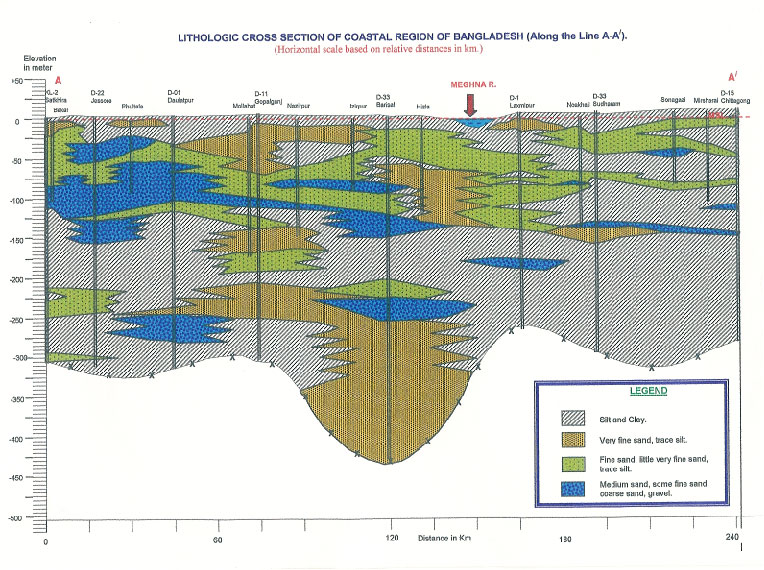 LITHOLOGIC CROSS SECTION OF COASTAL REGION OF BANGLADESH (Along the Line A-A').
(Horizontal scale based on relative distances in km.)
Elevation
in meter
A
A'
MEGHNA R.
KL-2
Satkhira
D-22
Jessore
D-01
Daulatpur
Mollahat
D-11
Gopalganj
Nazirpur
D-33
Barisal
Hizla
D-1
Laxmipur
Noakhali
D-33
Sudharam
Sonagazi
Mirsharai
D-15
Chittagong
+50
0
-50
-100
-150
-200
-250
-300
-350
-400
-450
-500
LEGEND
Silt and Clay.
Very fine sand, trace silt.
Fine sand little very fine sand,
trace silt.
Medium sand, some fine sand
coarse sand, gravel.
0
60
120
Distance in Km
180
240